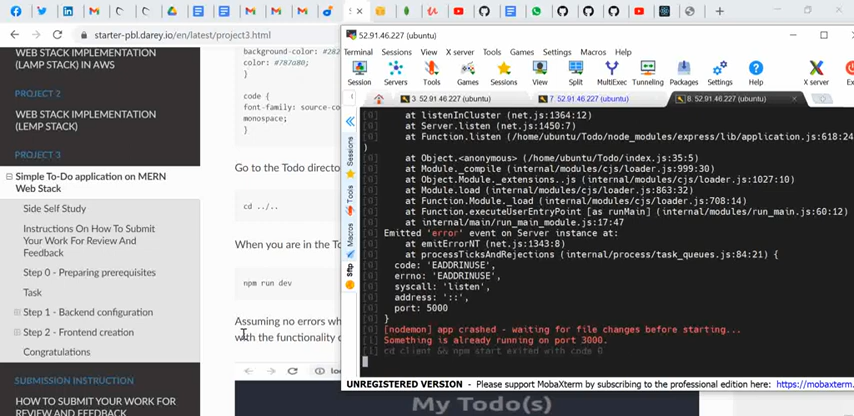 starter-pbl.darey.io/en/latest/project3.html
WEB STACK IMPLEMENTATION
(LAMP STACK) IN AWS
PROJECT 2
WEB STACK IMPLEMENTATION
(LEMP STACK)
PROJECT 3
Simple To-Do application on MERN
Web Stack
Side Self Study
Instructions On How To Submit
Your Work For Review And
Feedback
Step 0 - Preparing prerequisites
Task
Step 1 - Backend configuration
Step 2 - Frontend creation
Congratulations
SUBMISSION INSTRUCTION
HOW TO SUBMIT YOUR WORK FOR
REVIEW AND FEEDBACK
background-color: #282
color: #787a80;
}
code {
font-family: source-co
monospace;
}
Go to the Todo directo
cd ../..
When you are in the To
npm run dev
Assuming no errors wh
with the functionality d
My Todo(s)
52.91.46.227 (ubuntu)
Terminal Sessions View X server Tools Games Settings Macros Help
Session Servers Tools Games Sessions View Split MultiExec Tunneling Packages Settings Help X server Ex
3. 52.91.46.227 (ubuntu) 7. 52.91.46.227 (ubuntu) 8. 52.91.46.227 (ubuntu)
Sessions
Tools
Macros
Sftp
[0] at listenInCluster (net.js:1364:12)
[0] at Server.listen (net.js:1450:7)
[0] at Function.listen (/home/ubuntu/Todo/node_modules/express/lib/application.js:618:24
)
[0] at Object.<anonymous> (/home/ubuntu/Todo/index.js:35:5)
[0] at Module._compile (internal/modules/cjs/loader.js:999:30)
[0] at Object.Module._extensions..js (internal/modules/cjs/loader.js:1027:10)
[0] at Module.load (internal/modules/cjs/loader.js:863:32)
[0] at Function.Module._load (internal/modules/cjs/loader.js:708:14)
[0] at Function.executeUserEntryPoint [as runMain] (internal/modules/run_main.js:60:12)
[0] at internal/main/run_main_module.js:17:47
[0] Emitted 'error' event on Server instance at:
[0] at emitErrorNT (net.js:1343:8)
[0] at processTicksAndRejections (internal/process/task_queues.js:84:21) {
[0] code: 'EADDRINUSE',
[0] errno: 'EADDRINUSE',
[0] syscall: 'listen',
[0] address: '::',
[0] port: 5000
[0] }
[0] [nodemon] app crashed - waiting for file changes before starting...
[1] Something is already running on port 3000.
[1] cd client && npm start exited with code 0
UNREGISTERED VERSION - Please support MobaXterm by subscribing to the professional edition here: https://mobaxterm.